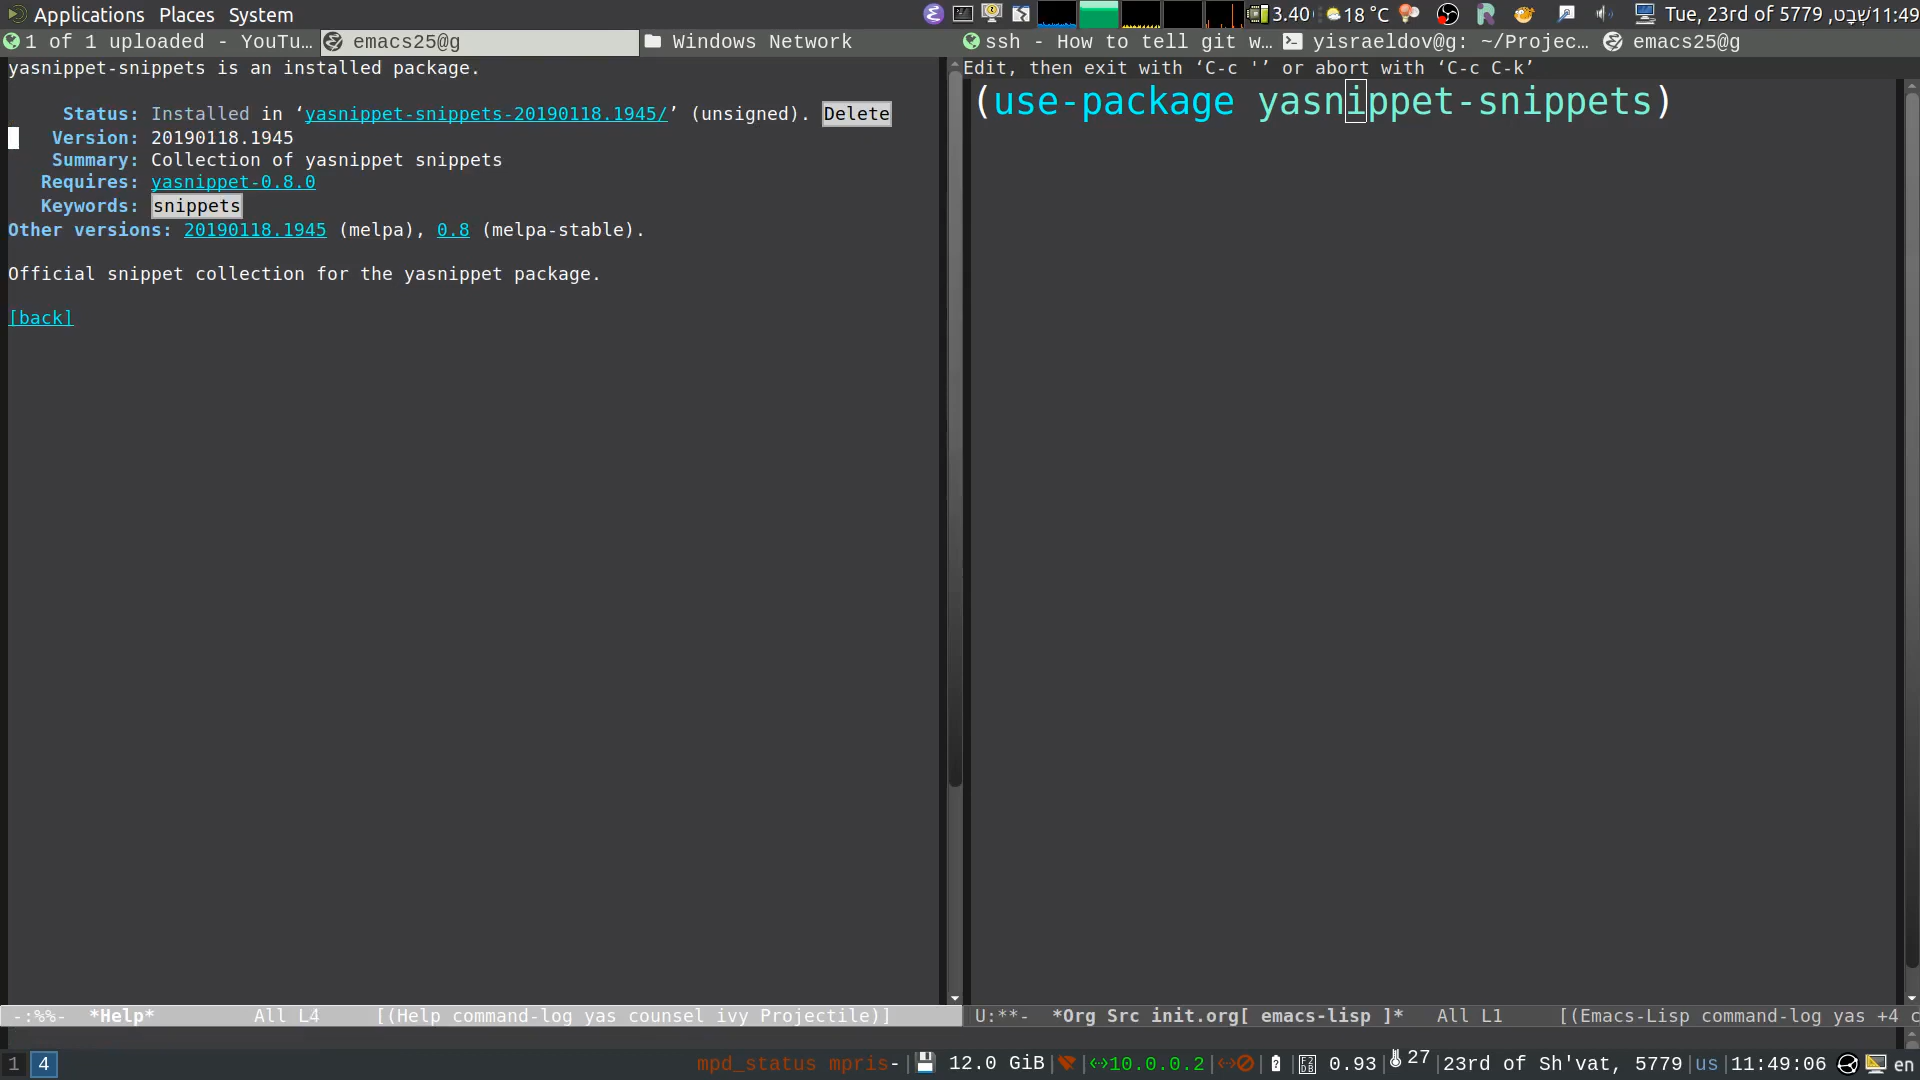 Applications Places System 3.40 18 °C Tue, 23rd of שְׁבָט, 5779 11:49
1 of 1 uploaded - YouTu… emacs25@g Windows Network ssh - How to tell git w… yisraeldov@g: ~/Projec… emacs25@g
yasnippet-snippets is an installed package.
Status: Installed in ‘yasnippet-snippets-20190118.1945/’ (unsigned). Delete
Version: 20190118.1945
Summary: Collection of yasnippet snippets
Requires: yasnippet-0.8.0
Keywords: snippets
Other versions: 20190118.1945 (melpa), 0.8 (melpa-stable).
Official snippet collection for the yasnippet package.
[back]
-:%%- *Help* All L4 [(Help command-log yas counsel ivy Projectile)]
Edit, then exit with ‘C-c '’ or abort with ‘C-c C-k’
(use-package yasnippet-snippets)
U:**- *Org Src init.org[ emacs-lisp ]* All L1 [(Emacs-Lisp command-log yas +4 c
1 4 mpd_status mpris- | 12.0 GiB | 10.0.0.2 | 0.93 | 27 | 23rd of Sh'vat, 5779 | us | 11:49:06 en